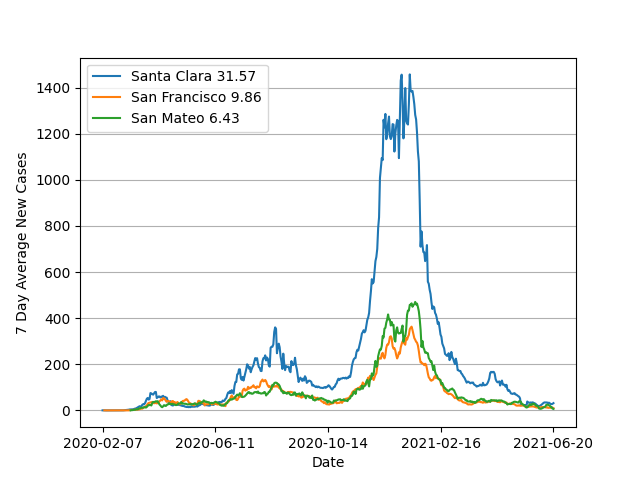 Santa Clara 31.57
San Francisco 9.86
San Mateo 6.43
7 Day Average New Cases
1400
1200
1000
800
600
400
200
0
2020-02-07 2020-06-11 2020-10-14 2021-02-16 2021-06-20
Date